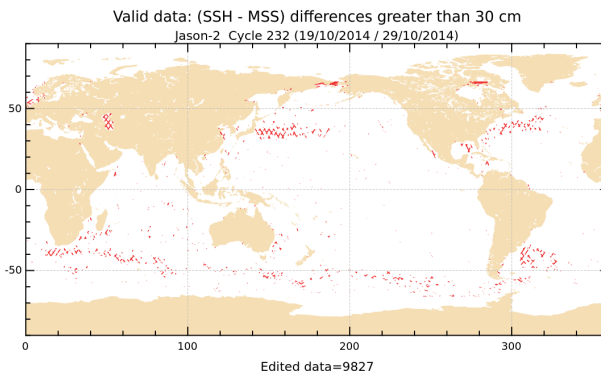 Valid data: (SSH - MSS) differences greater than 30 cm
Jason-2 Cycle 232 (19/10/2014 / 29/10/2014)
50
0
-50
0 100 200 300
Edited data=9827